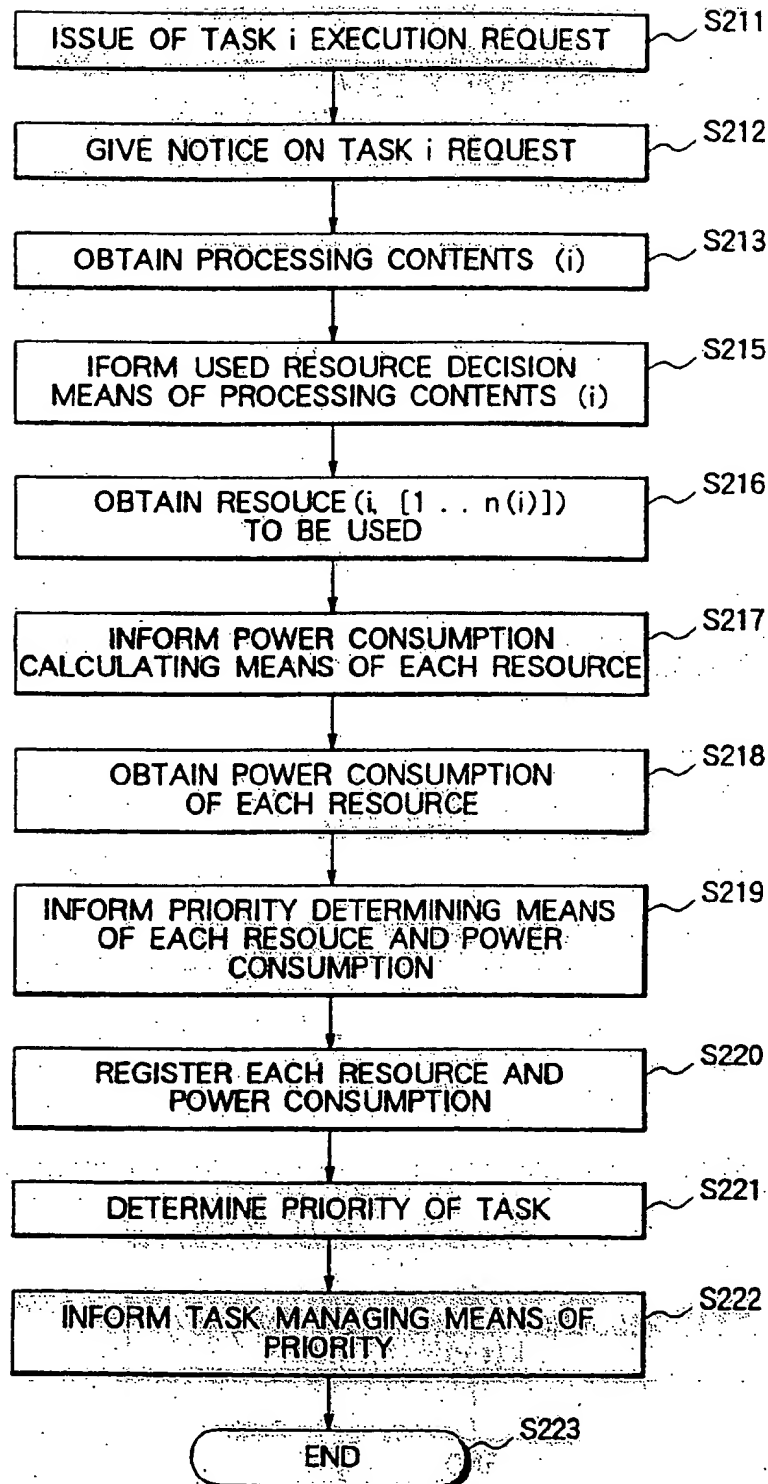 ISSUE OF TASK i EXECUTION REQUEST
S211
GIVE NOTICE ON TASK i REQUEST
S212
OBTAIN PROCESSING CONTENTS (i)
S213
IFORM USED RESOURCE DECISION
MEANS OF PROCESSING CONTENTS (i)
S215
OBTAIN RESOUCE (i, [1 . . n(i)])
TO BE USED
S216
INFORM POWER CONSUMPTION
CALCULATING MEANS OF EACH RESOURCE
S217
OBTAIN POWER CONSUMPTION
OF EACH RESOURCE
S218
INFORM PRIORITY DETERMINING MEANS
OF EACH RESOUCE AND POWER
CONSUMPTION
S219
REGISTER EACH RESOURCE AND
POWER CONSUMPTION
S220
DETERMINE PRIORITY OF TASK
S221
INFORM TASK MANAGING MEANS OF
PRIORITY
S222
END
S223